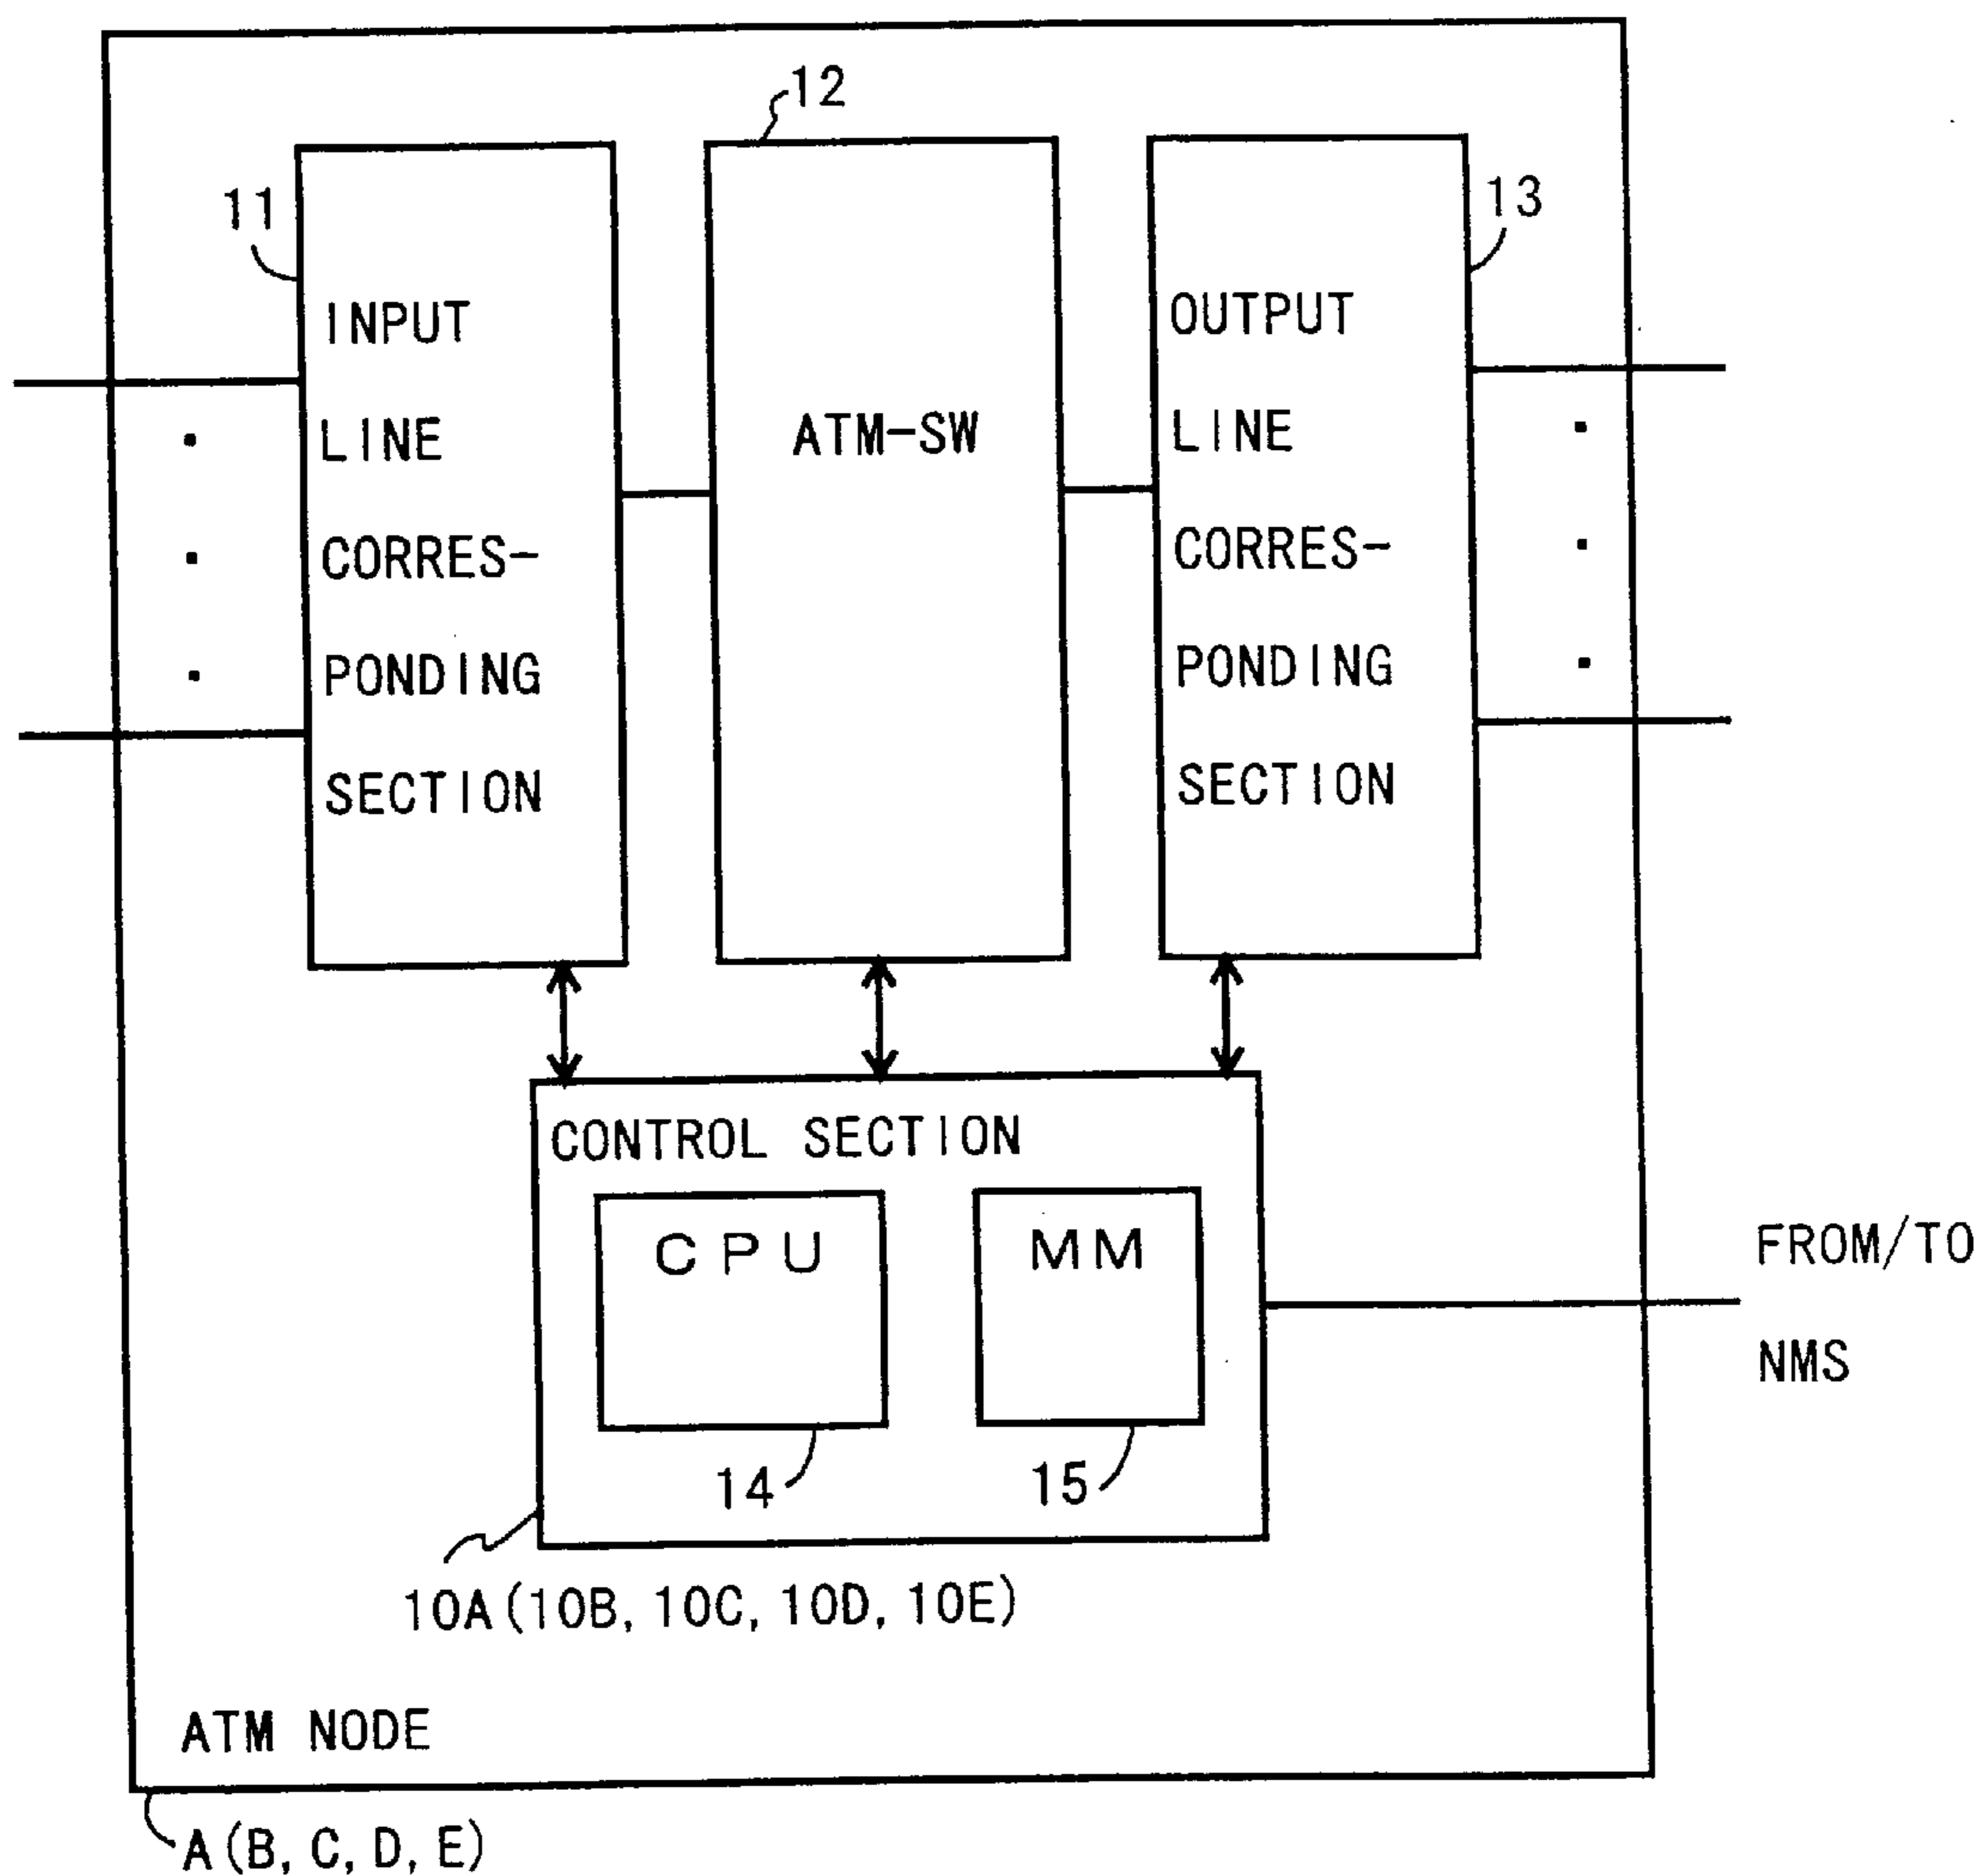 12
11
13
INPUT
LINE
CORRES-
PONDING
SECTION
ATM-SW
OUTPUT
LINE
CORRES-
PONDING
SECTION
CONTROL SECTION
CPU
MM
14
15
FROM/TO
NMS
10A(10B, 10C, 10D, 10E)
ATM NODE
A(B, C, D, E)